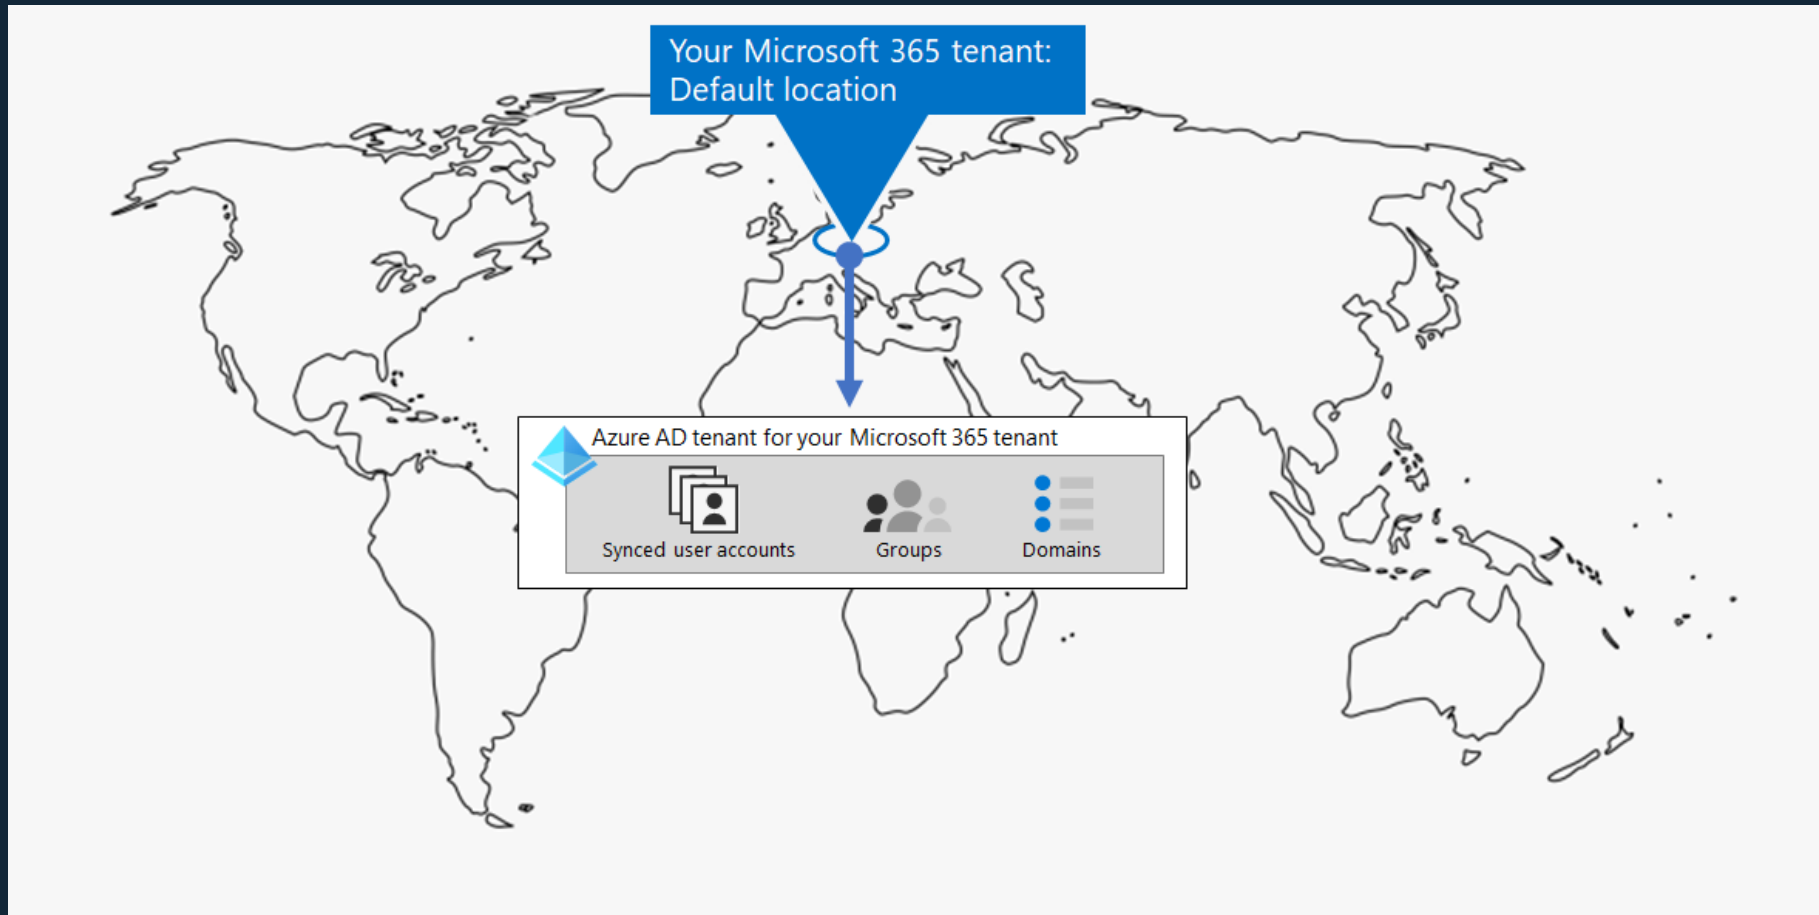 Your Microsoft 365 tenant:
Default location
Azure AD tenant for your Microsoft 365 tenant
Synced user accounts
Groups
Domains